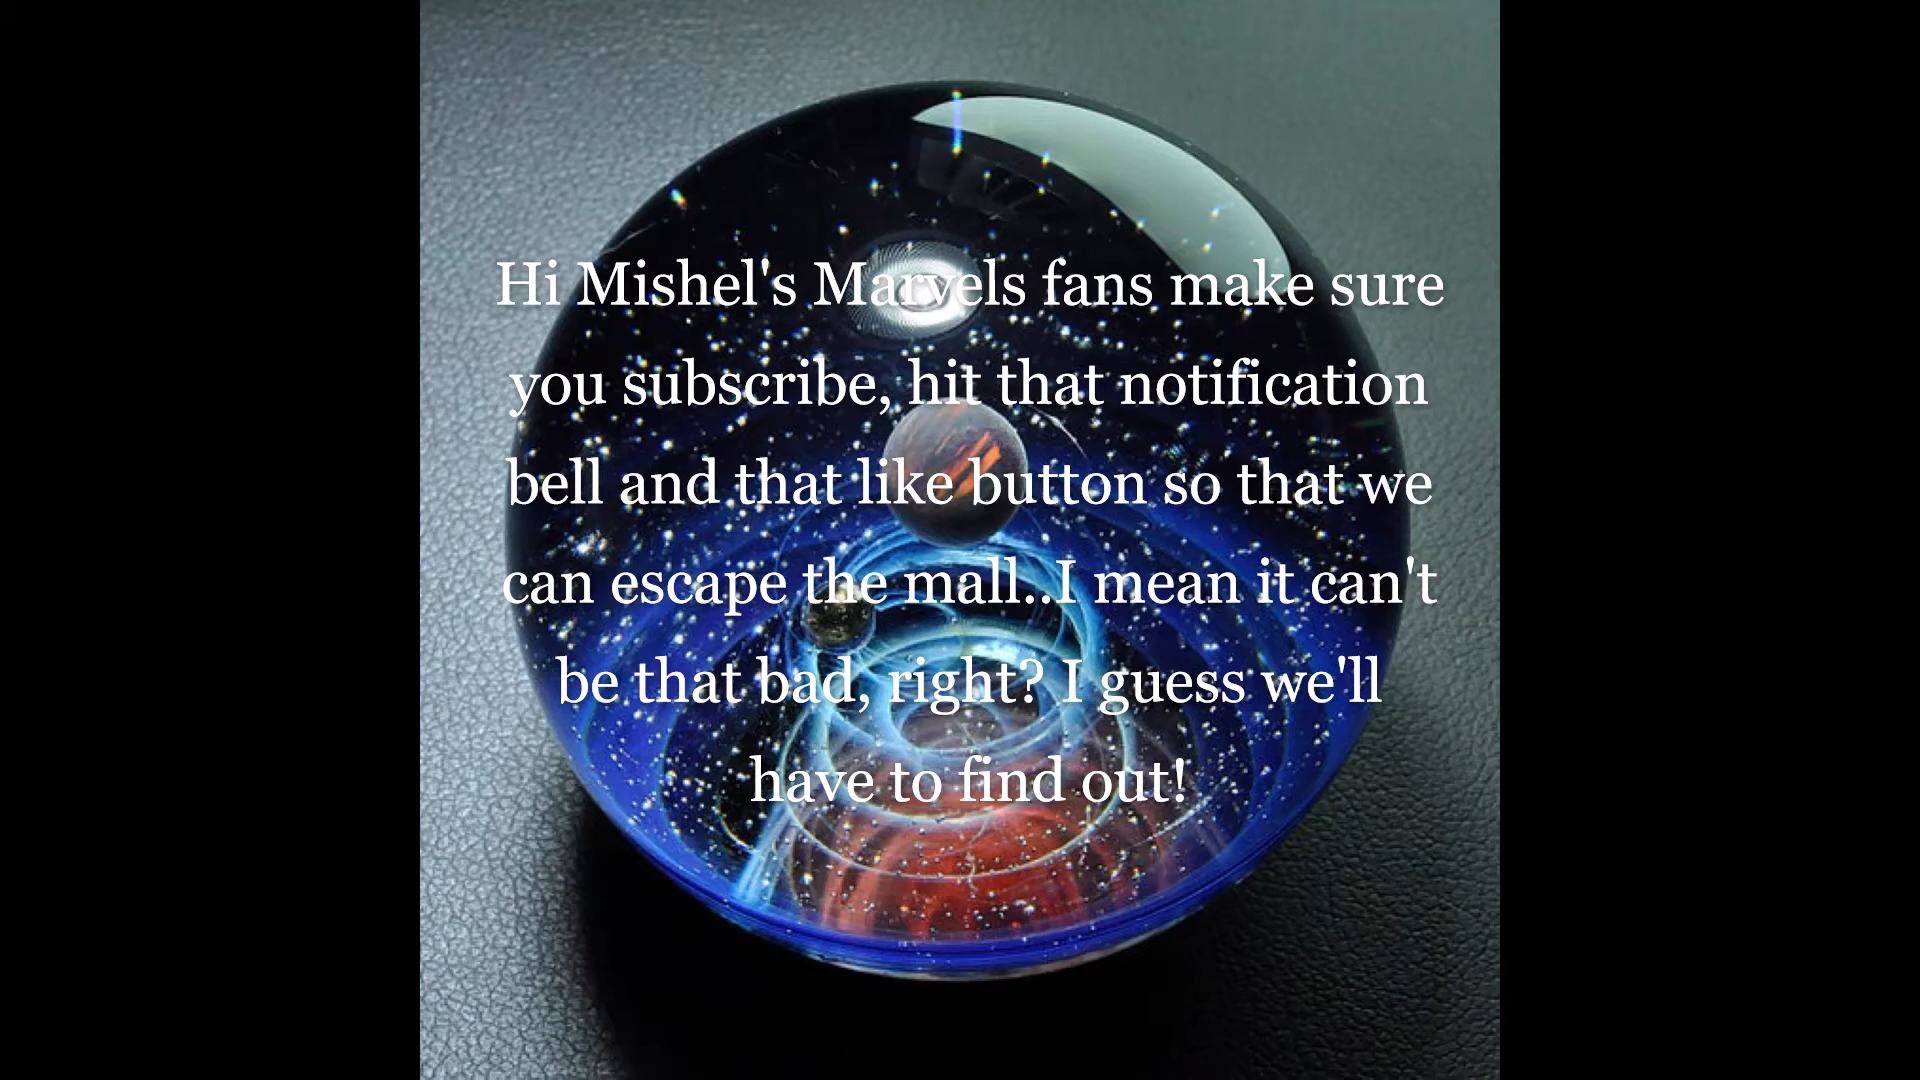 Hi Mishel's Marvels fans make sure
you subscribe, hit that notification
bell and that like button so that we
can escape the mall..I mean it can't
be that bad, right? I guess we'll
have to find out!